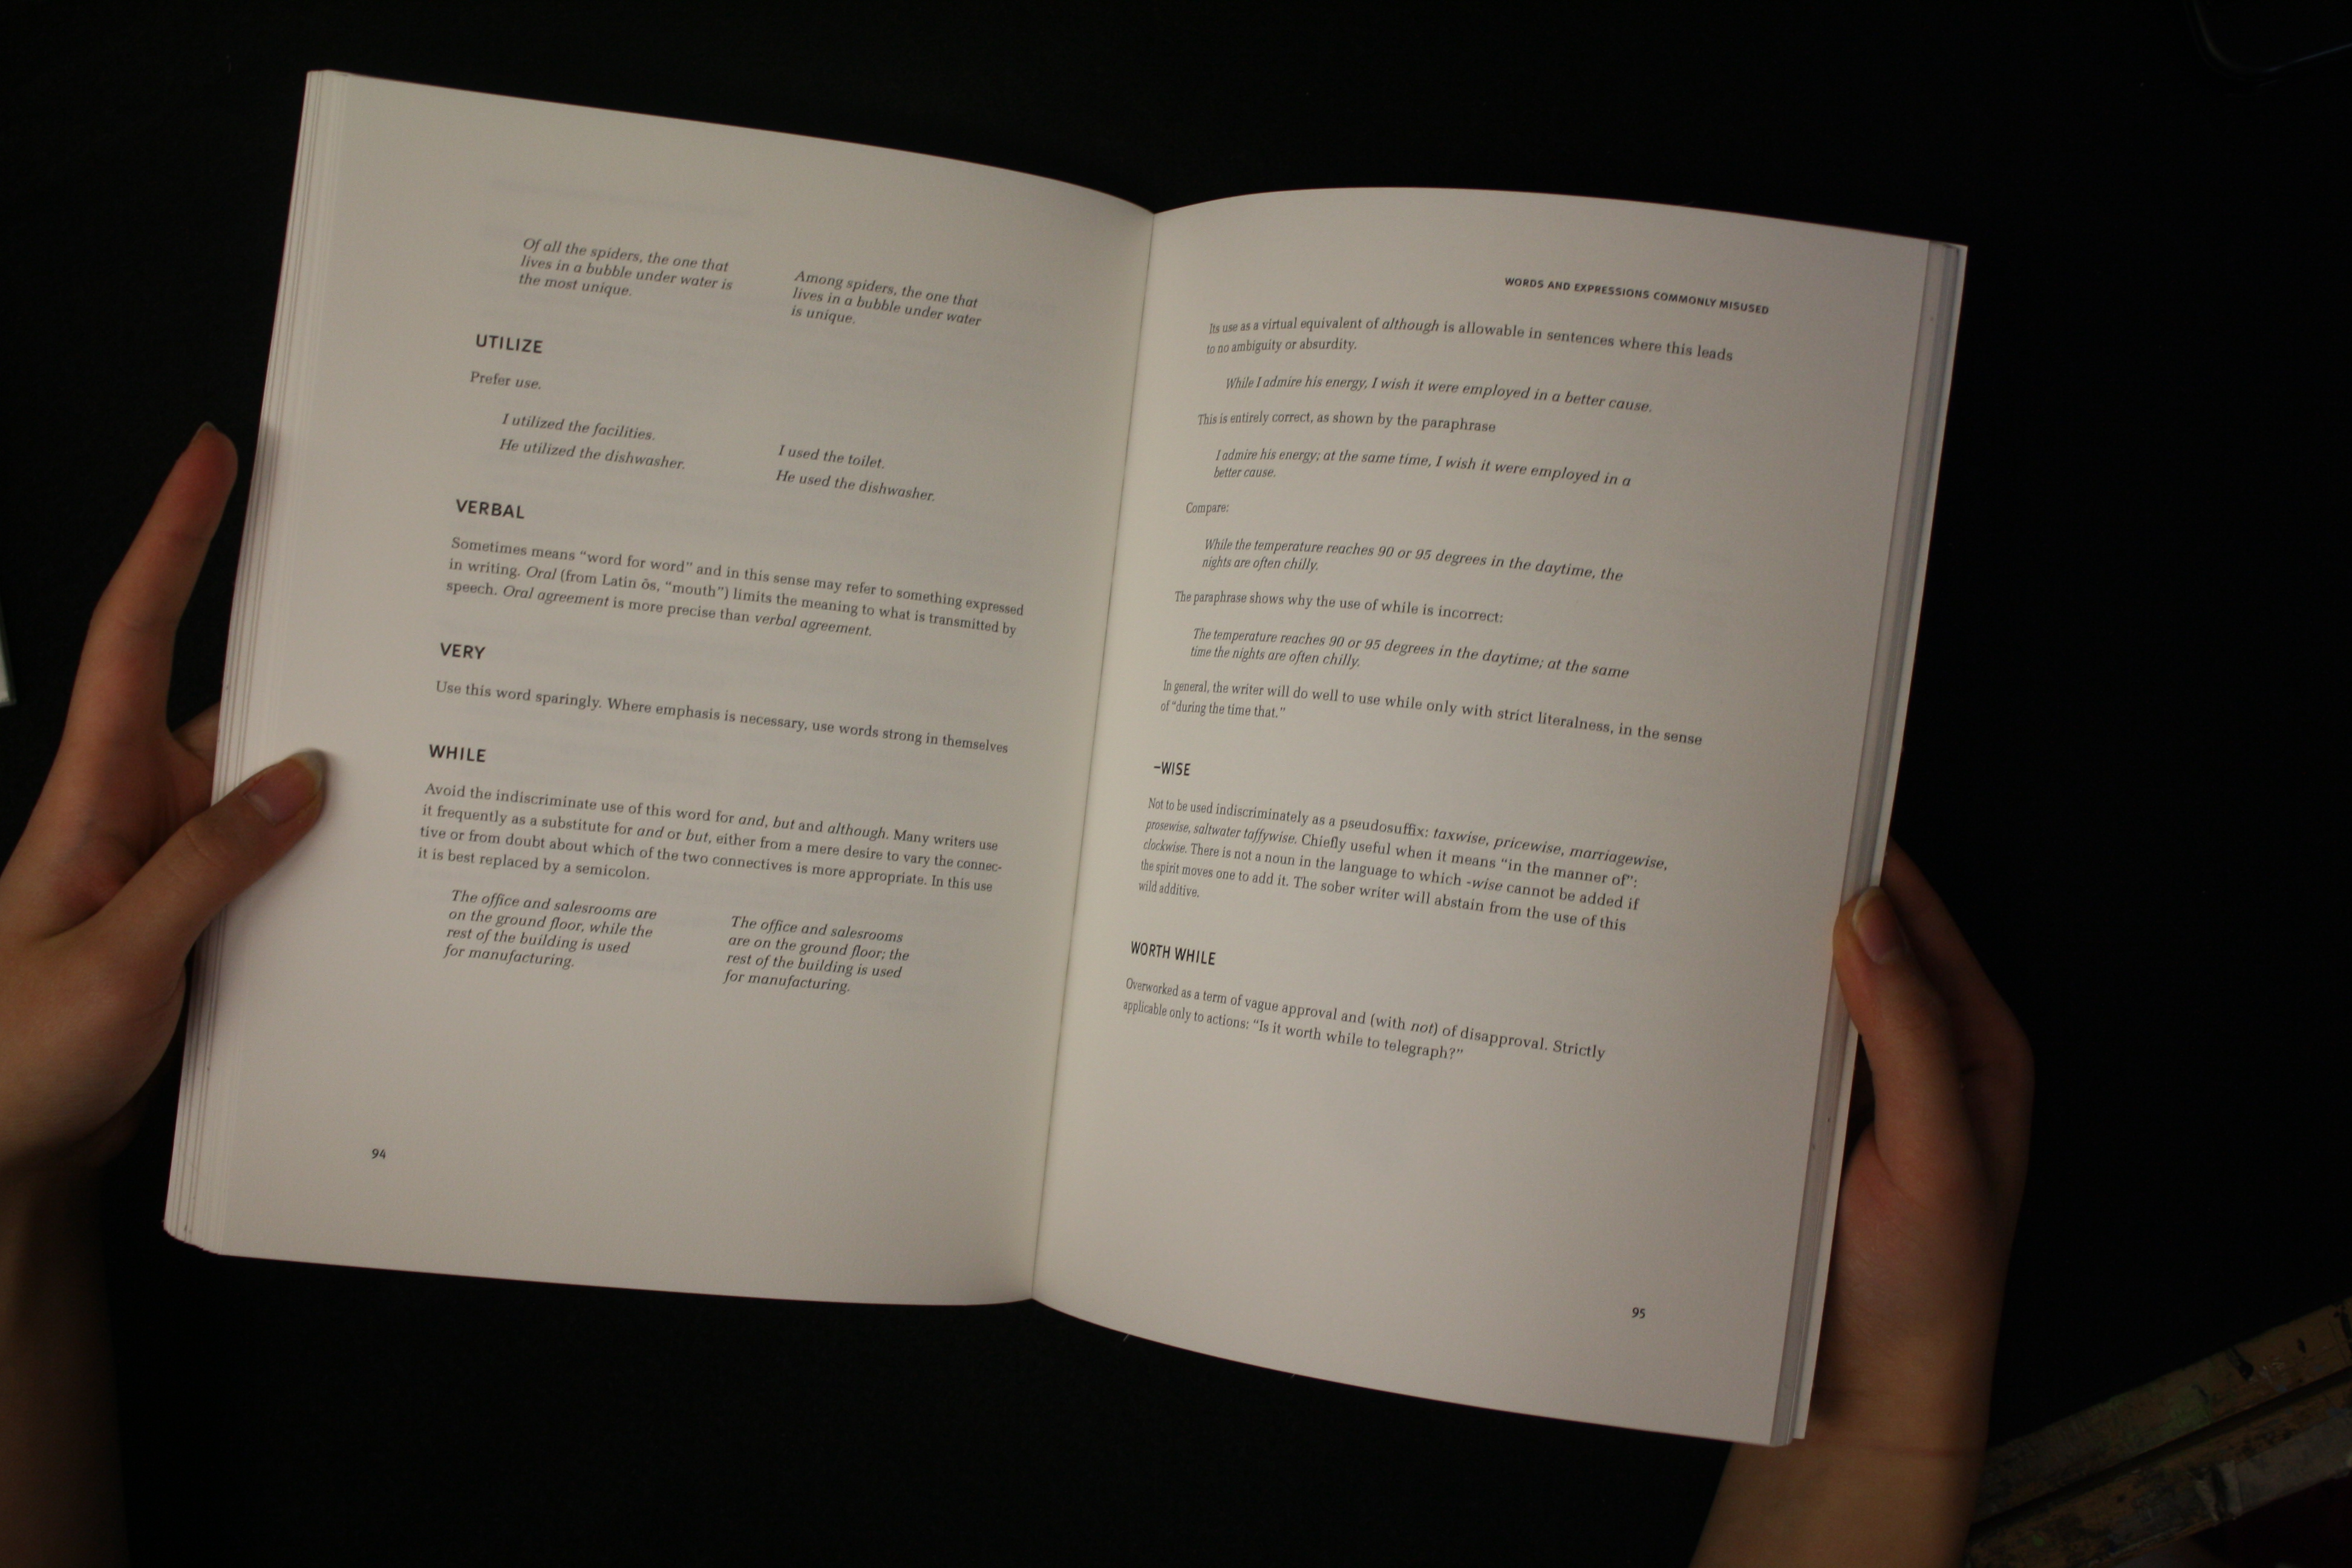 Of all the spiders, the one that
lives in a bubble under water is
the most unique.
Among spiders, the one that
lives in a bubble under water
is unique.
UTILIZE
Prefer use.
I utilized the facilities.
He utilized the dishwasher.
I used the toilet.
He used the dishwasher.
VERBAL
Sometimes means “word for word” and in this sense may refer to something expressed
in writing. Oral (from Latin ōs, “mouth”) limits the meaning to what is transmitted by
speech. Oral agreement is more precise than verbal agreement.
VERY
Use this word sparingly. Where emphasis is necessary, use words strong in themselves
WHILE
Avoid the indiscriminate use of this word for and, but and although. Many writers use
it frequently as a substitute for and or but, either from a mere desire to vary the connec-
tive or from doubt about which of the two connectives is more appropriate. In this use
it is best replaced by a semicolon.
The office and salesrooms are
on the ground floor, while the
rest of the building is used
for manufacturing.
The office and salesrooms
are on the ground floor; the
rest of the building is used
for manufacturing.
94
WORDS AND EXPRESSIONS COMMONLY MISUSED
Its use as a virtual equivalent of although is allowable in sentences where this leads
to no ambiguity or absurdity.
While I admire his energy, I wish it were employed in a better cause.
This is entirely correct, as shown by the paraphrase
I admire his energy; at the same time, I wish it were employed in a
better cause.
Compare:
While the temperature reaches 90 or 95 degrees in the daytime, the
nights are often chilly.
The paraphrase shows why the use of while is incorrect:
The temperature reaches 90 or 95 degrees in the daytime; at the same
time the nights are often chilly.
In general, the writer will do well to use while only with strict literalness, in the sense
of “during the time that.”
–WISE
Not to be used indiscriminately as a pseudosuffix: taxwise, pricewise, marriagewise,
prosewise, saltwater taffywise. Chiefly useful when it means “in the manner of”:
clockwise. There is not a noun in the language to which -wise cannot be added if
the spirit moves one to add it. The sober writer will abstain from the use of this
wild additive.
WORTH WHILE
Overworked as a term of vague approval and (with not) of disapproval. Strictly
applicable only to actions: “Is it worth while to telegraph?”
95